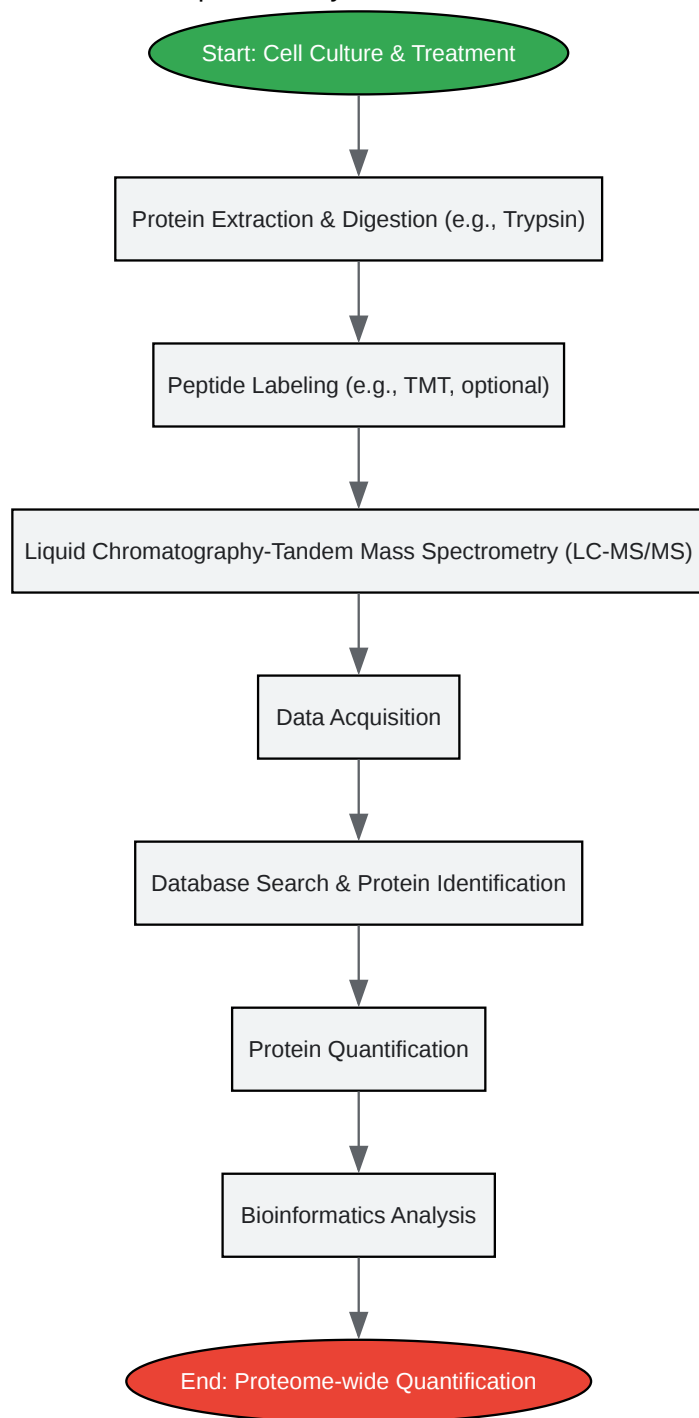 Start: Cell Culture & Treatment
Protein Extraction & Digestion (e.g., Trypsin)
Peptide Labeling (e.g., TMT, optional)
Liquid Chromatography-Tandem Mass Spectrometry (LC-MS/MS)
Data Acquisition
Database Search & Protein Identification
Protein Quantification
Bioinformatics Analysis
End: Proteome-wide Quantification